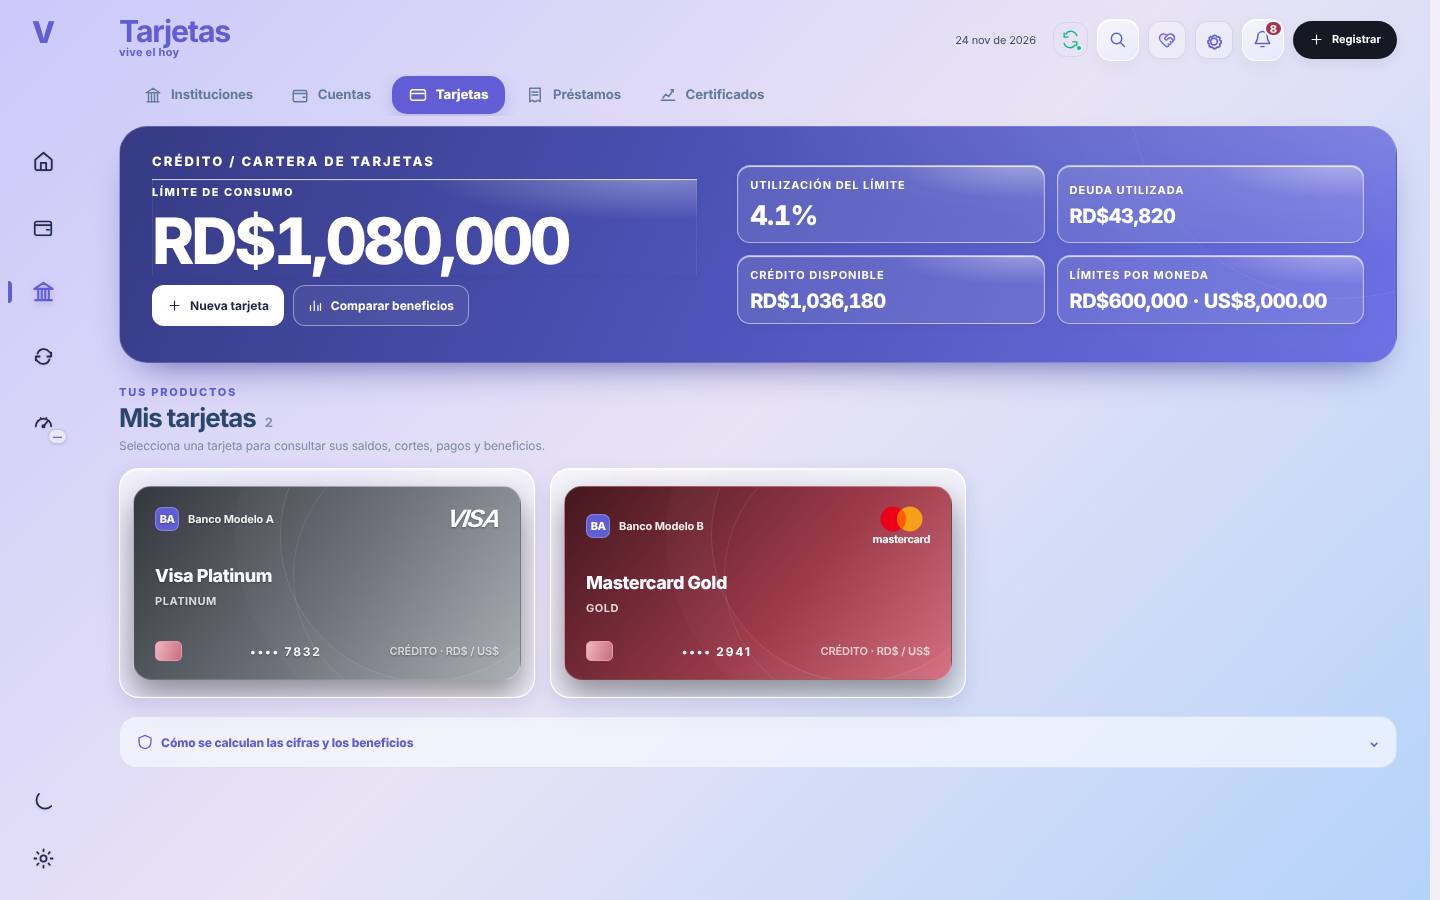 V
Tarjetas
vive el hoy
24 nov de 2026
8
Registrar
Instituciones
Cuentas
Tarjetas
Préstamos
Certificados
CRÉDITO / CARTERA DE TARJETAS
LÍMITE DE CONSUMO
RD$1,080,000
Nueva tarjeta
Comparar beneficios
UTILIZACIÓN DEL LÍMITE
4.1%
DEUDA UTILIZADA
RD$43,820
CRÉDITO DISPONIBLE
RD$1,036,180
LÍMITES POR MONEDA
RD$600,000 · US$8,000.00
TUS PRODUCTOS
Mis tarjetas 2
Selecciona una tarjeta para consultar sus saldos, cortes, pagos y beneficios.
BA Banco Modelo A
VISA
Visa Platinum
PLATINUM
•••• 7832
CRÉDITO · RD$ / US$
BA Banco Modelo B
mastercard
Mastercard Gold
GOLD
•••• 2941
CRÉDITO · RD$ / US$
Cómo se calculan las cifras y los beneficios